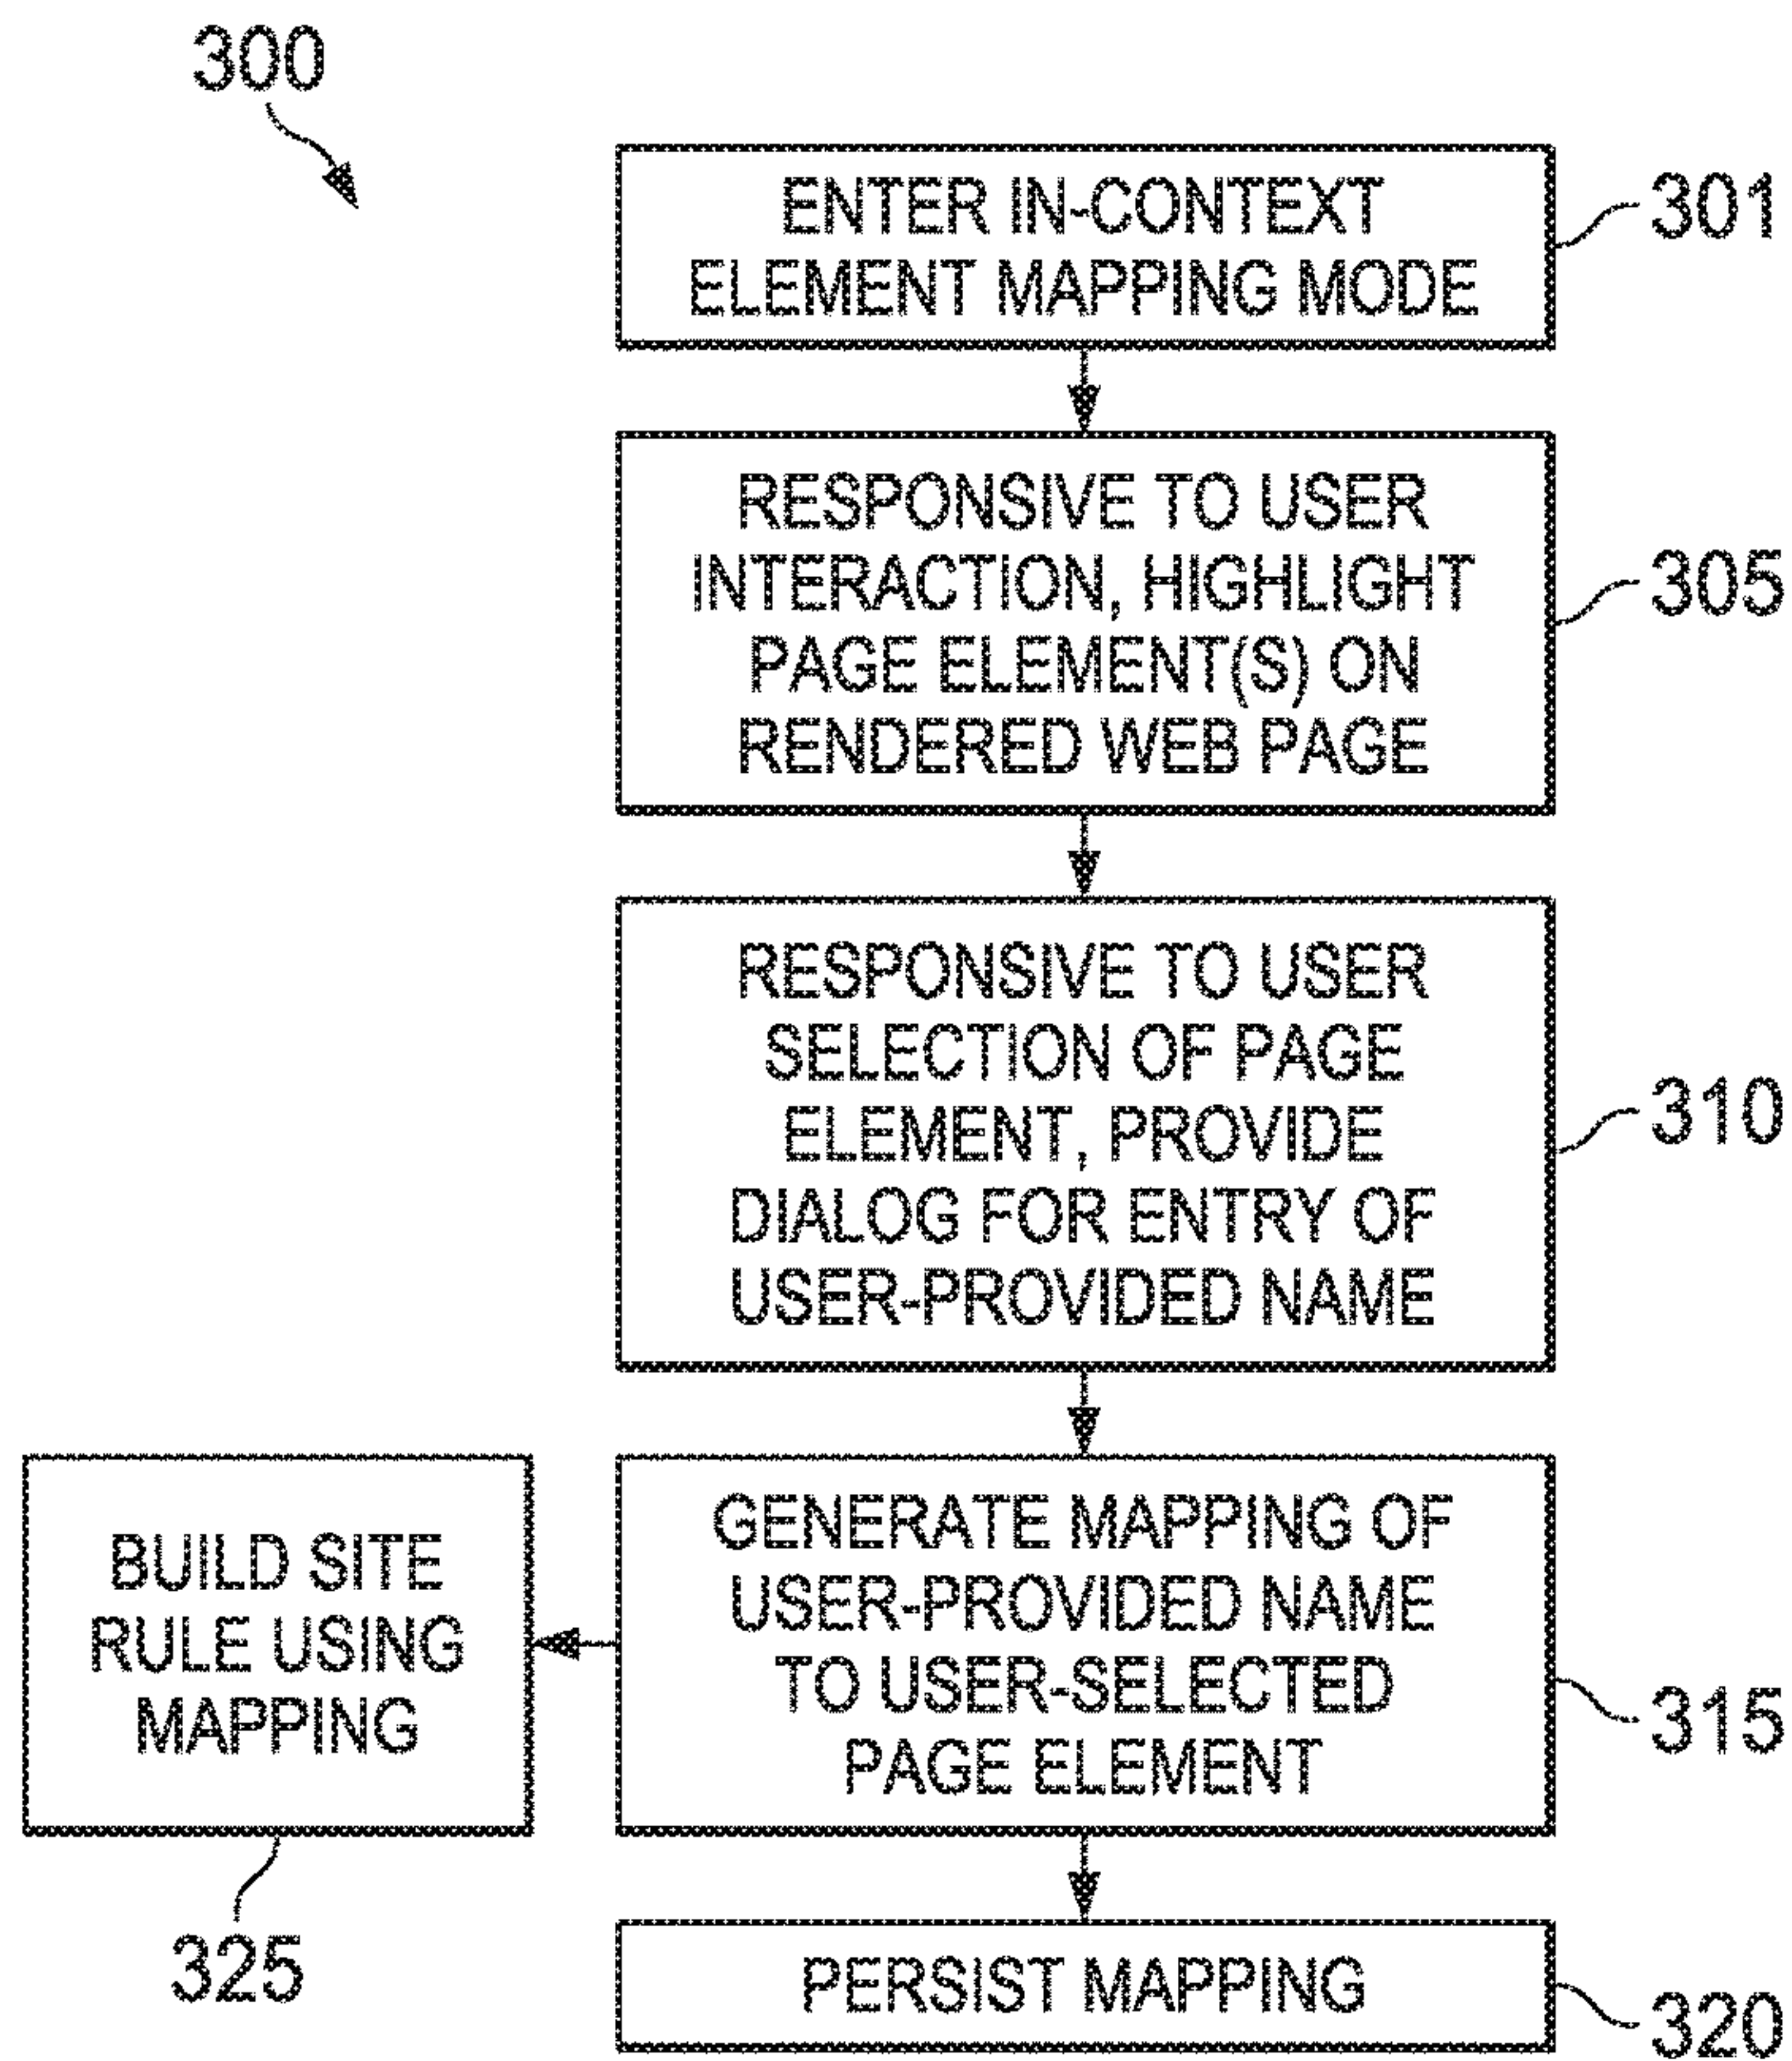 300
ENTER IN-CONTEXT
ELEMENT MAPPING MODE
301
RESPONSIVE TO USER
INTERACTION, HIGHLIGHT
PAGE ELEMENT(S) ON
RENDERED WEB PAGE
305
RESPONSIVE TO USER
SELECTION OF PAGE
ELEMENT, PROVIDE
DIALOG FOR ENTRY OF
USER-PROVIDED NAME
310
GENERATE MAPPING OF
USER-PROVIDED NAME
TO USER-SELECTED
PAGE ELEMENT
315
BUILD SITE
RULE USING
MAPPING
325
PERSIST MAPPING
320